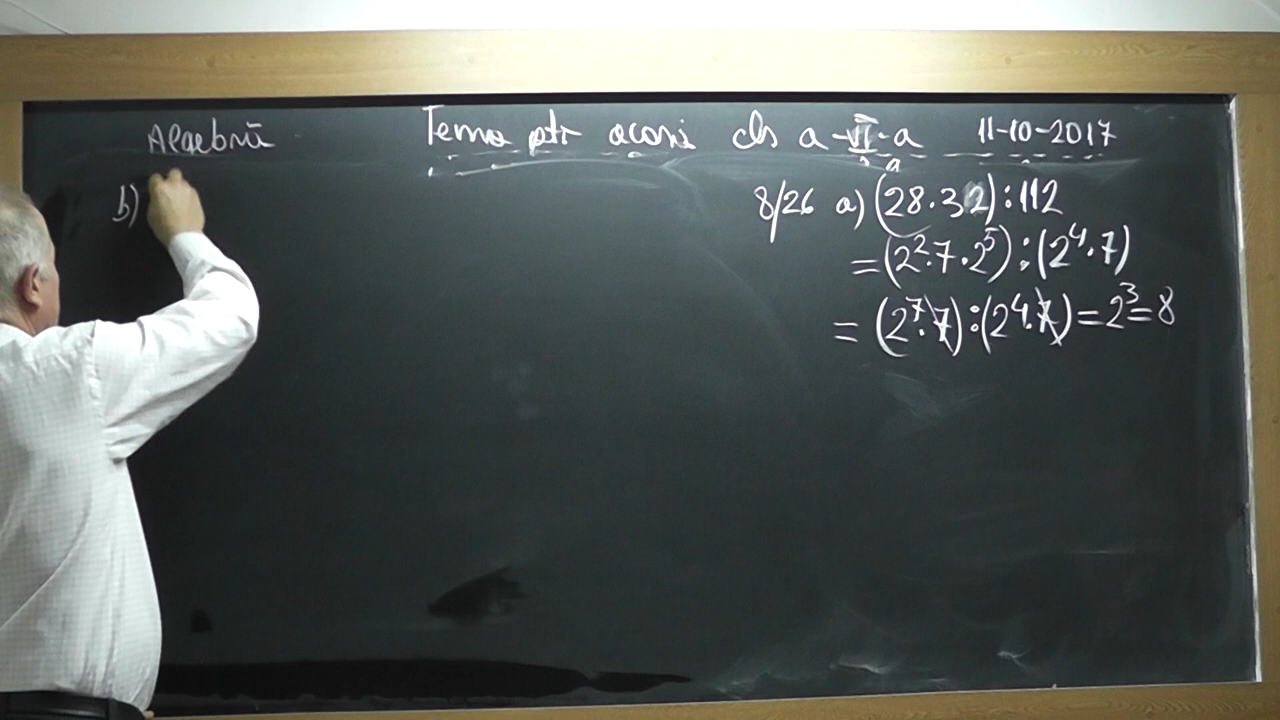 Algebră
Tema ptr acasă cls a-VI-a 11-10-2017
b)
8/26 a) (28·32):112
=(2²·7·2⁵):(2⁴·7)
=(2⁷·7):(2⁴·7)=2³=8